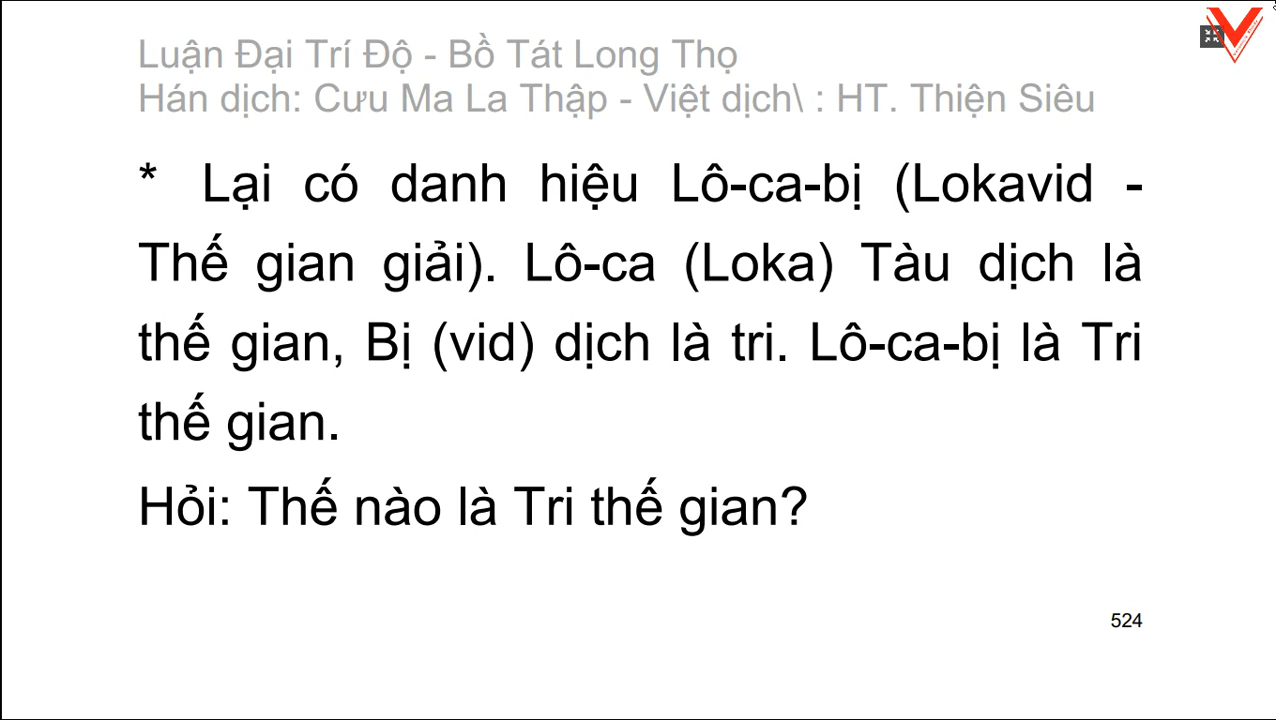 Luận Đại Trí Độ - Bồ Tát Long Thọ
Hán dịch: Cưu Ma La Thập - Việt dịch\ : HT. Thiện Siêu
* Lại có danh hiệu Lô-ca-bị (Lokavid -
Thế gian giải). Lô-ca (Loka) Tàu dịch là
thế gian, Bị (vid) dịch là tri. Lô-ca-bị là Tri
thế gian.
Hỏi: Thế nào là Tri thế gian?
524